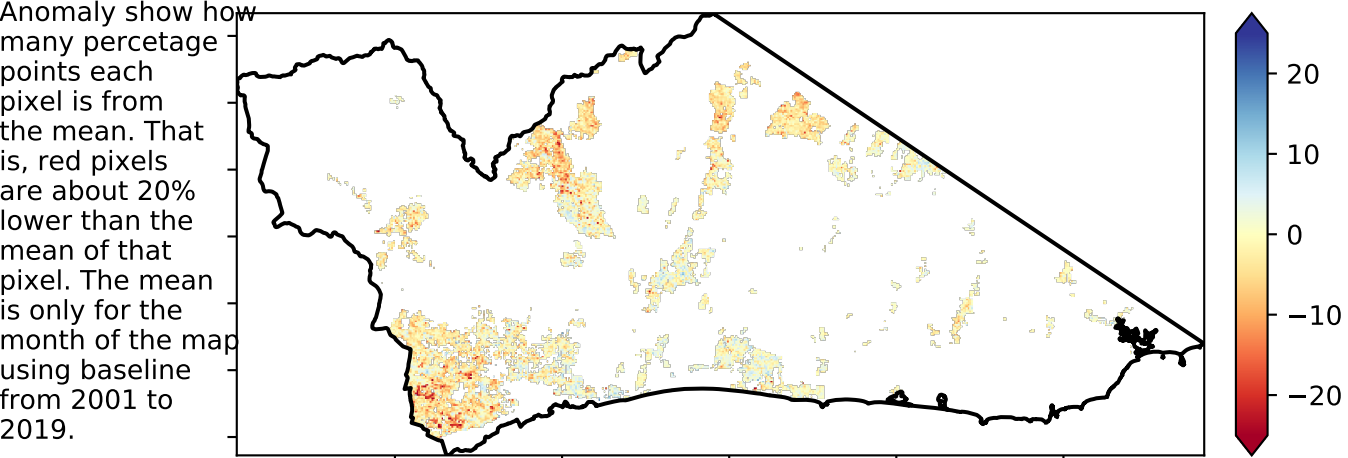 Anomaly show how
many percetage
points each
pixel is from
the mean. That
is, red pixels
are about 20%
lower than the
mean of that
pixel. The mean
is only for the
month of the map
using baseline
from 2001 to
2019.
20
10
0
−10
−20